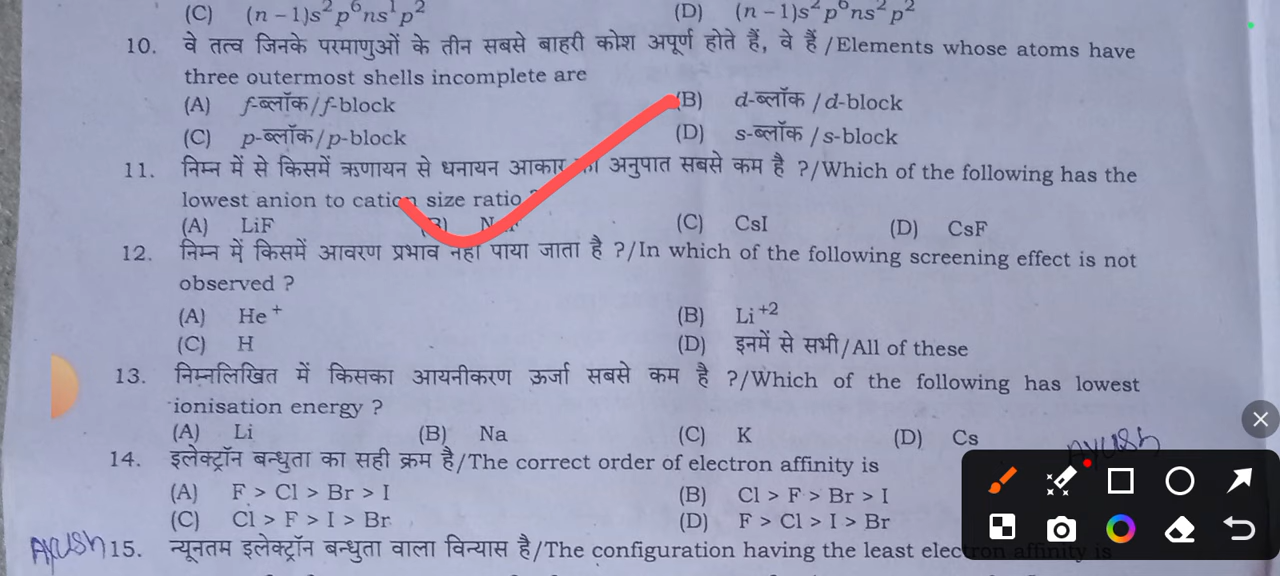 (C) (n − 1)s²p⁶ns¹p² (D) (n − 1)s²p⁶ns²p²
10. वे तत्व जिनके परमाणुओं के तीन सबसे बाहरी कोश अपूर्ण होते हैं, वे हैं/Elements whose atoms have
three outermost shells incomplete are
(A) f-ब्लॉक/f-block (B) d-ब्लॉक/d-block
(C) p-ब्लॉक/p-block (D) s-ब्लॉक/s-block
11. निम्न में से किसमें ऋणायन से धनायन आकार का अनुपात सबसे कम है ?/Which of the following has the
lowest anion to cation size ratio ?
(A) LiF (B) (C) CsI (D) CsF
12. निम्न में किसमें आवरण प्रभाव नहीं पाया जाता है ?/In which of the following screening effect is not
observed ?
(A) He⁺ (B) Li⁺²
(C) H (D) इनमें से सभी/All of these
13. निम्नलिखित में किसका आयनीकरण ऊर्जा सबसे कम है ?/Which of the following has lowest
ionisation energy ?
(A) Li (B) Na (C) K (D) Cs
Ayush
14. इलेक्ट्रॉन बन्धुता का सही क्रम है/The correct order of electron affinity is
(A) F > Cl > Br > I (B) Cl > F > Br > I
(C) Cl > F > I > Br (D) F > Cl > I > Br
Ayush 15. न्यूनतम इलेक्ट्रॉन बन्धुता वाला विन्यास है/The configuration having the least electron affinity is